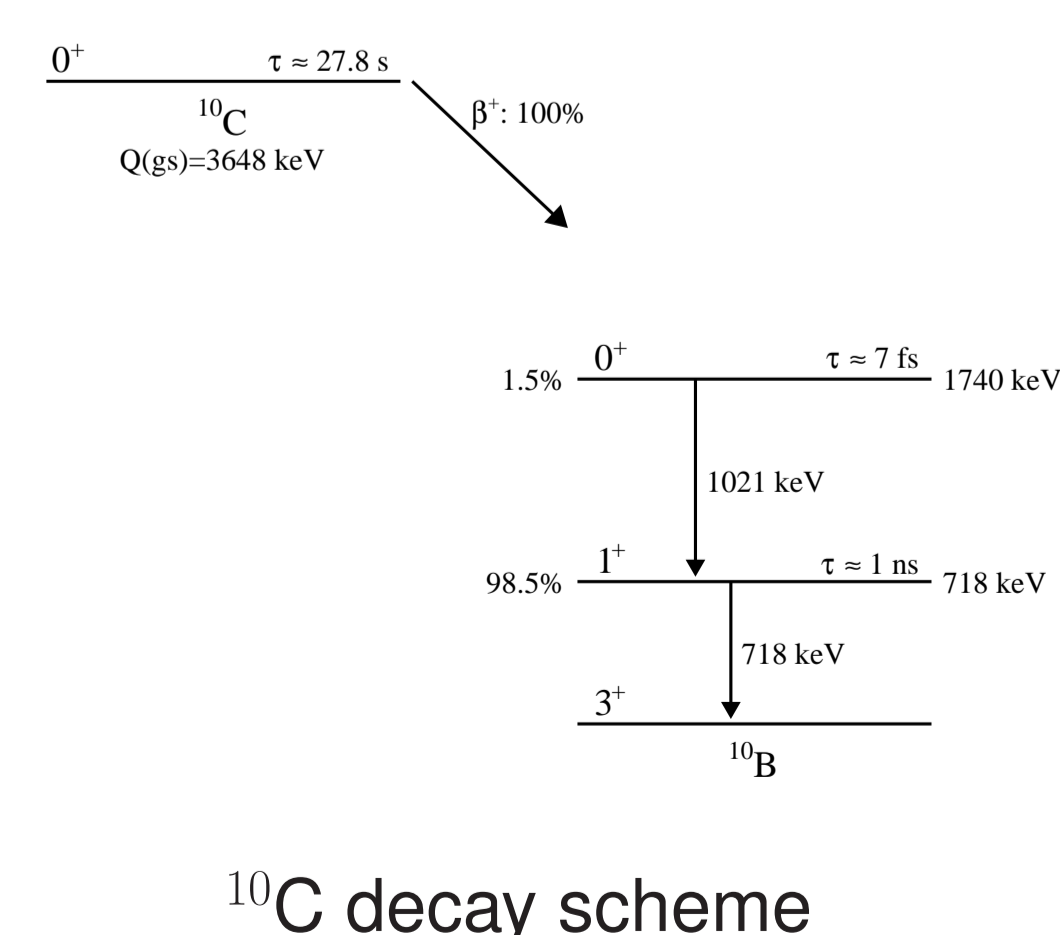 0⁺ τ ≈ 27.8 s
¹⁰C
Q(gs)=3648 keV
β⁺: 100%
1.5% 0⁺ τ ≈ 7 fs 1740 keV
1021 keV
98.5% 1⁺ τ ≈ 1 ns 718 keV
718 keV
3⁺
¹⁰B
¹⁰C decay scheme